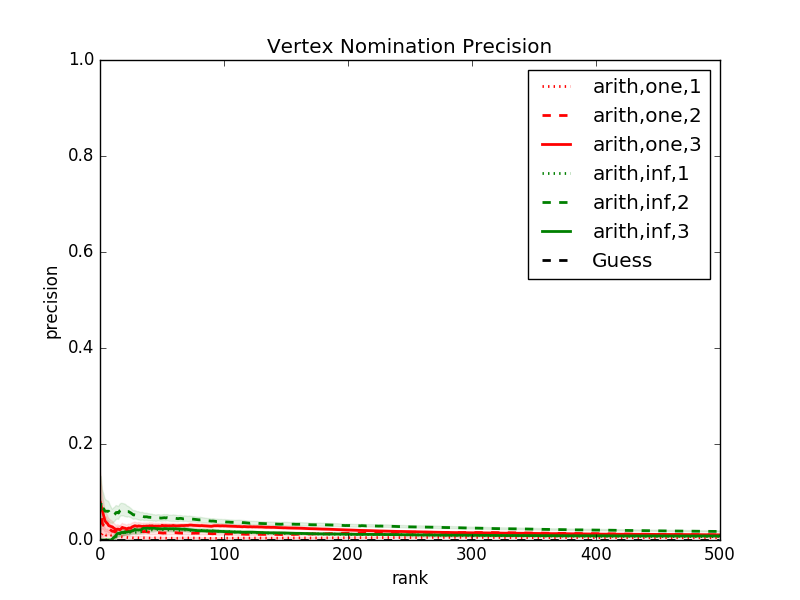 Vertex Nomination Precision
1.0
0.8
0.6
0.4
0.2
0.0
precision
arith,one,1
arith,one,2
arith,one,3
arith,inf,1
arith,inf,2
arith,inf,3
Guess
0 100 200 300 400 500
rank